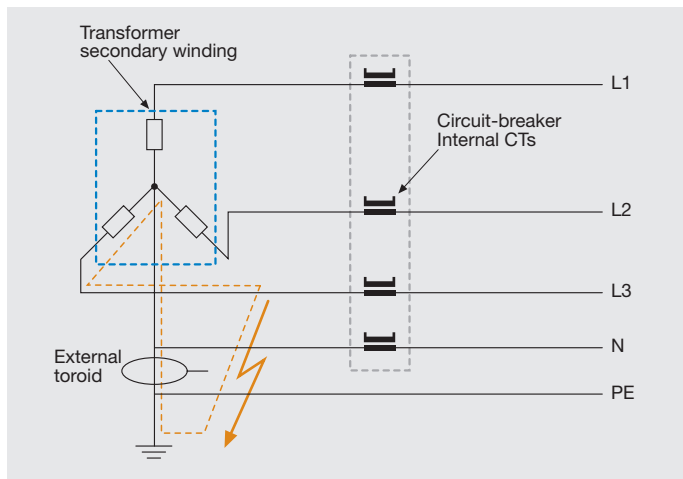 Transformer
secondary winding
L1
Circuit-breaker
Internal CTs
L2
L3
N
External
toroid
PE